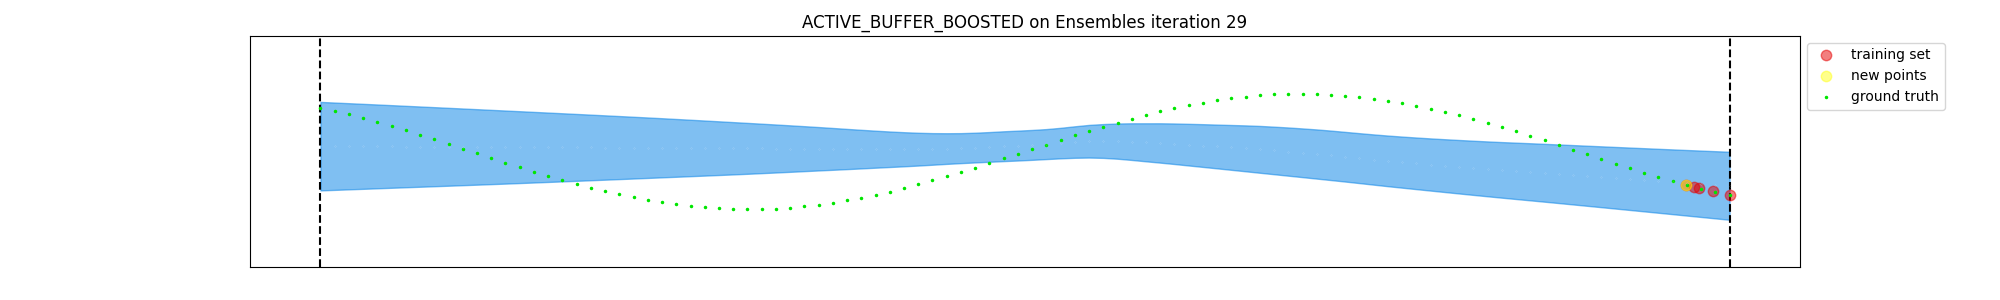 ACTIVE_BUFFER_BOOSTED on Ensembles iteration 29
training set
new points
ground truth